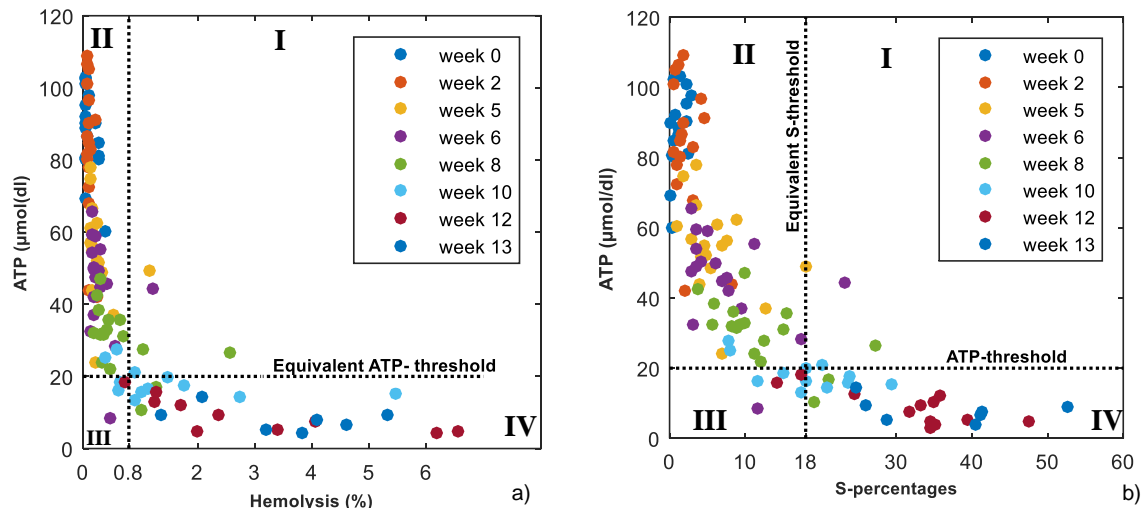 120
100
80
60
40
20
0
ATP (μmol(dl)
II
I
III
IV
week 0
week 2
week 5
week 6
week 8
week 10
week 12
week 13
Equivalent ATP- threshold
0
0.8
2
3
4
5
6
Hemolysis (%)
a)
120
100
80
60
40
20
0
ATP (μmol/dl)
II
I
III
IV
Equivalent S-threshold
week 0
week 2
week 5
week 6
week 8
week 10
week 12
week 13
ATP-threshold
0
10
18
30
40
50
60
S-percentages
b)